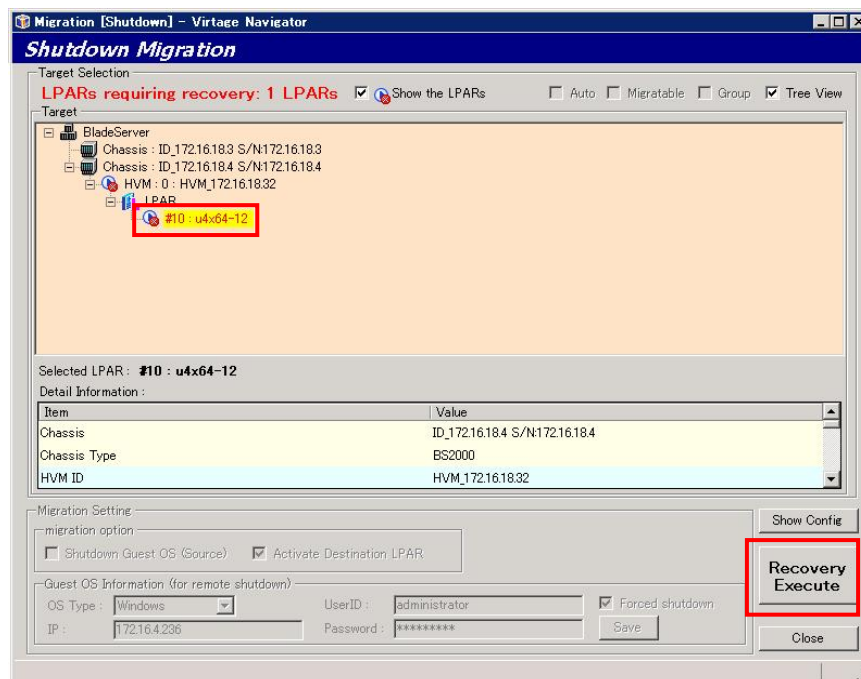 Migration [Shutdown] - Virtage Navigator
Shutdown Migration
Target Selection
LPARs requiring recovery: 1 LPARs Show the LPARs Auto Migratable Group Tree View
Target
BladeServer
Chassis : ID_172.16.18.3 S/N:172.16.18.3
Chassis : ID_172.16.18.4 S/N:172.16.18.4
HVM : 0 : HVM_172.16.18.32
LPAR
#10 : u4x64-12
Selected LPAR : #10 : u4x64-12
Detail Information :
Item Value
Chassis ID_172.16.18.4 S/N:172.16.18.4
Chassis Type BS2000
HVM ID HVM_172.16.18.32
Migration Setting
migration option
Shutdown Guest OS (Source) Activate Destination LPAR
Guest OS Information (for remote shutdown)
OS Type : Windows UserID : administrator Forced shutdown
IP : 172.16.4.236 Password : ********* Save
Show Config
Recovery
Execute
Close